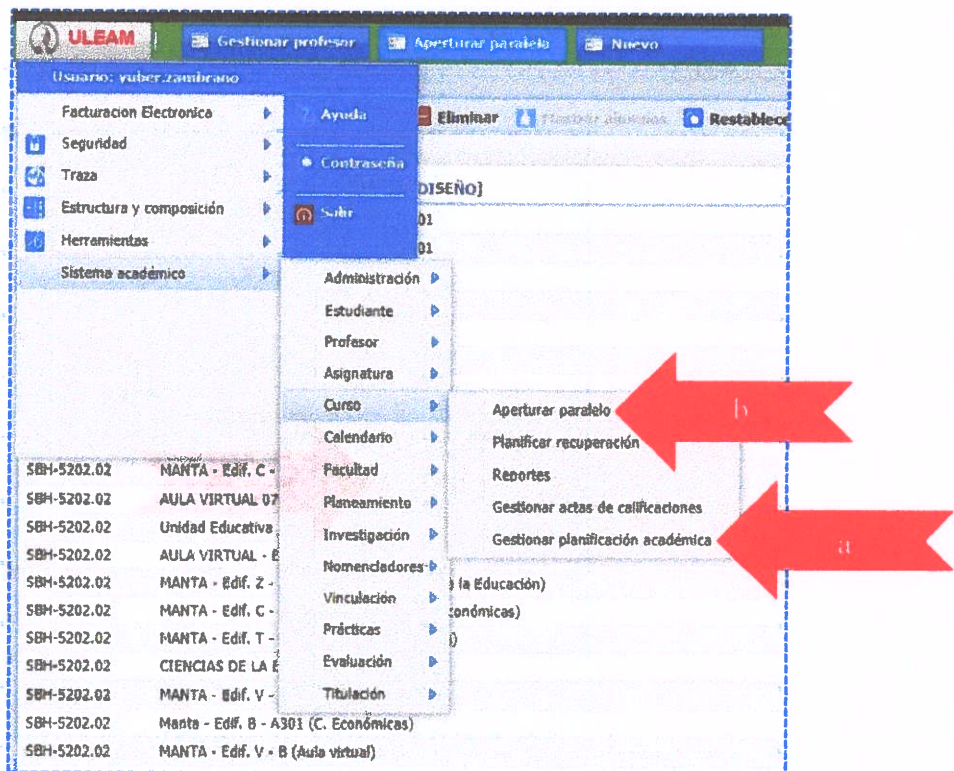 ULEAM
Gestionar profesor
Aperturar paralelo
Nuevo
Usuario: yuber.zambrano
Facturacion Electronica
Seguridad
Traza
Estructura y composición
Herramientas
Sistema académico
? Ayuda
Contraseña
Salir
Eliminar
Restablece
DISEÑO]
01
01
Administración
Estudiante
Profesor
Asignatura
Curso
Calendario
Facultad
Planeamiento
Investigación
Nomencladores
Vinculación
Prácticas
Evaluación
Titulación
Aperturar paralelo
Planificar recuperación
Reportes
Gestionar actas de calificaciones
Gestionar planificación académica
b
a
SBH-5202.02 MANTA - Edif. C -
SBH-5202.02 AULA VIRTUAL 07
SBH-5202.02 Unidad Educativa
SBH-5202.02 AULA VIRTUAL - E
SBH-5202.02 MANTA - Edif. Z - a la Educación)
SBH-5202.02 MANTA - Edif. C - conómicas)
SBH-5202.02 MANTA - Edif. T -
SBH-5202.02 CIENCIAS DE LA E
SBH-5202.02 MANTA - Edif. V -
SBH-5202.02 Manta - Edif. B - A301 (C. Económicas)
SBH-5202.02 MANTA - Edif. V - B (Aula virtual)